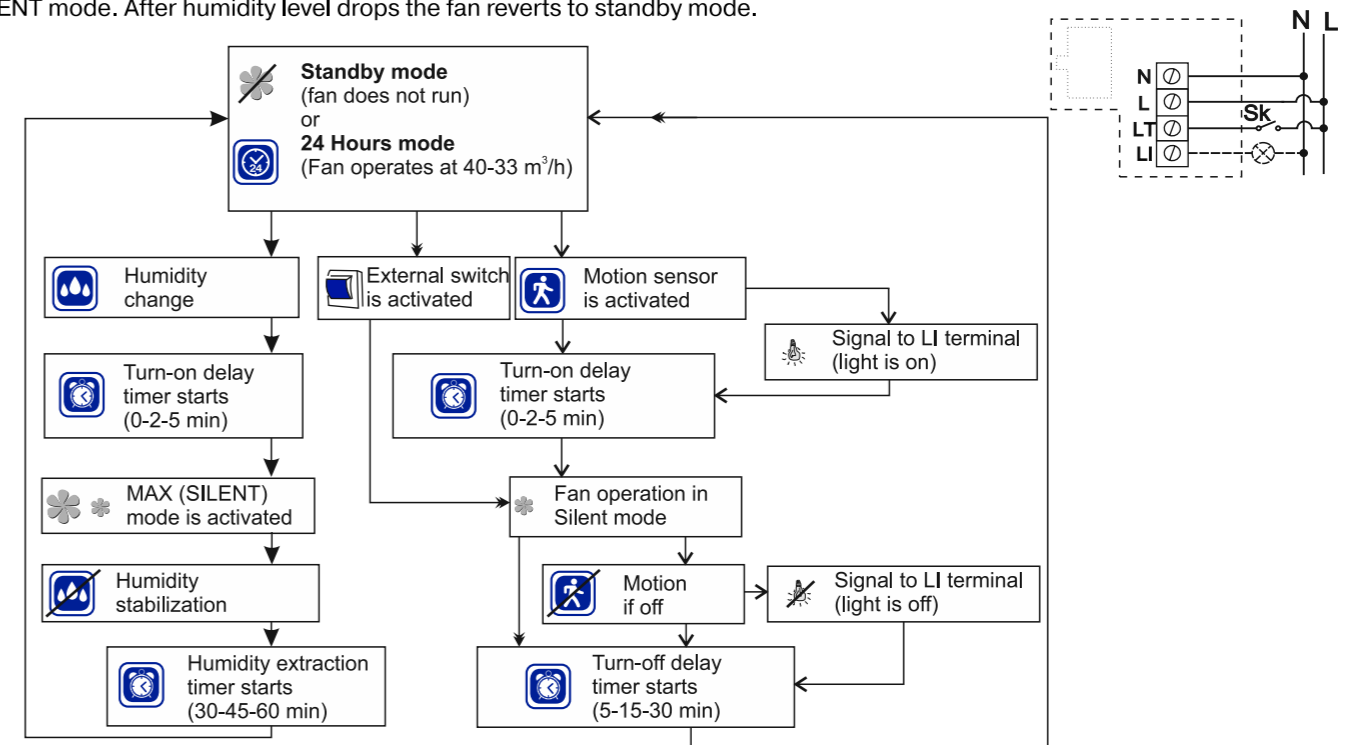 ENT mode. After humidity level drops the fan reverts to standby mode.
N L
N
L
LT
LI
Sk
Standby mode
(fan does not run)
or
24 Hours mode
(Fan operates at 40-33 m³/h)
24
Humidity
change
External switch
is activated
Motion sensor
is activated
Signal to LI terminal
(light is on)
Turn-on delay
timer starts
(0-2-5 min)
Turn-on delay
timer starts
(0-2-5 min)
MAX (SILENT)
mode is activated
Fan operation in
Silent mode
Humidity
stabilization
Motion
if off
Signal to LI terminal
(light is off)
Humidity extraction
timer starts
(30-45-60 min)
Turn-off delay
timer starts
(5-15-30 min)